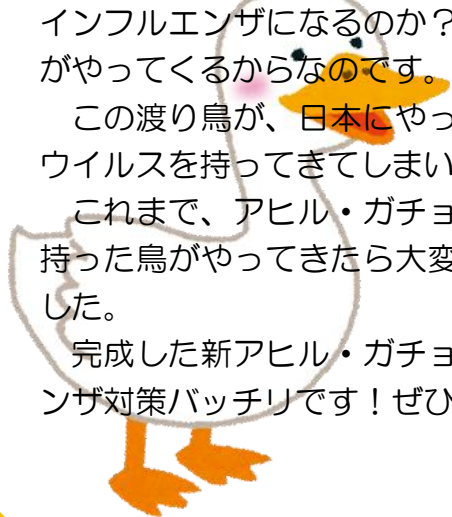 インフルエンザになるのか？
がやってくるからなのです。
この渡り鳥が、日本にやっ
ウイルスを持ってきてしまい
これまで、アヒル・ガチョ
持った鳥がやってきたら大変
した。
完成した新アヒル・ガチョ
ンザ対策バッチリです！ぜひ